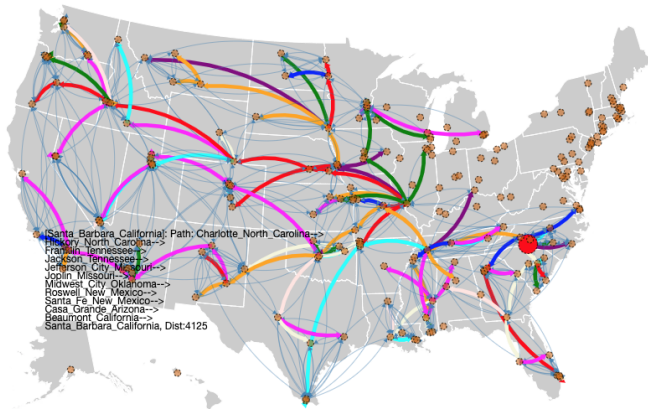 [Santa_Barbara_California]: Path: Charlotte_North_Carolina-->
Hickory_North_Carolina-->
Franklin_Tennessee-->
Jackson_Tennessee-->
Jefferson_City_Missouri-->
Joplin_Missouri-->
Midwest_City_Oklahoma-->
Roswell_New_Mexico-->
Santa_Fe_New_Mexico-->
Casa_Grande_Arizona-->
Beaumont_California-->
Santa_Barbara_California, Dist:4125